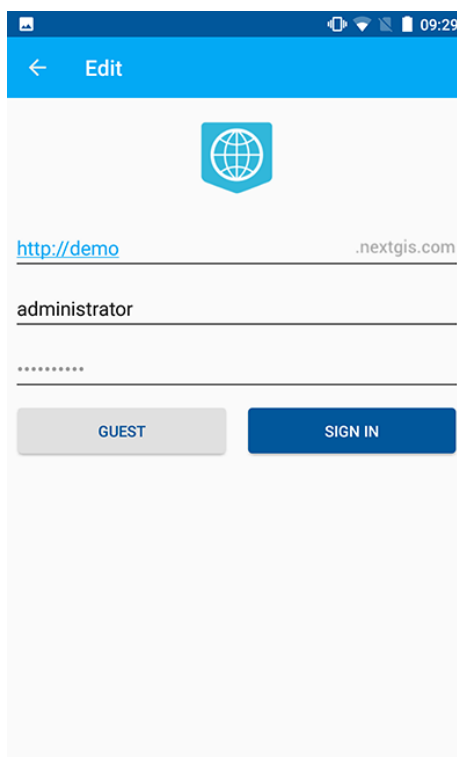 09:29
Edit
http://demo .nextgis.com
administrator
••••••••••
GUEST SIGN IN